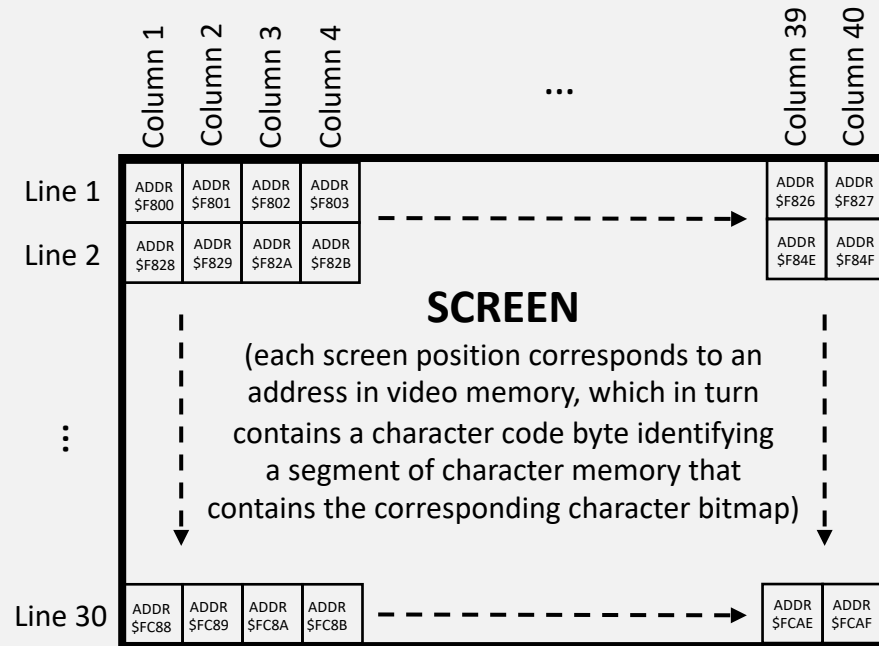 Column 1
Column 2
Column 3
Column 4
...
Column 39
Column 40
Line 1
ADDR $F800
ADDR $F801
ADDR $F802
ADDR $F803
ADDR $F826
ADDR $F827
Line 2
ADDR $F828
ADDR $F829
ADDR $F82A
ADDR $F82B
ADDR $F84E
ADDR $F84F
SCREEN
(each screen position corresponds to an
address in video memory, which in turn
contains a character code byte identifying
a segment of character memory that
contains the corresponding character bitmap)
...
Line 30
ADDR $FC88
ADDR $FC89
ADDR $FC8A
ADDR $FC8B
ADDR $FCAE
ADDR $FCAF